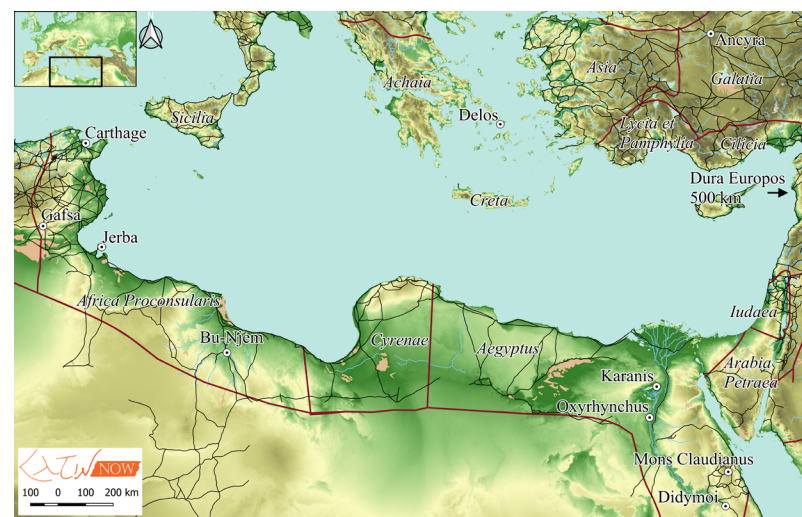 Ancyra
Asia
Galatia
Achaia
Sicilia
Delos
Lycia et
Pamphylia
Cilicia
Carthage
Dura Europos
500 km
Creta
Gafsa
Jerba
Africa Proconsularis
Iudaea
Bu-Njem
Cyrenae
Aegyptus
Arabia
Petraea
Karanis
Oxyrhynchus
Mons Claudianus
Didymoi
LATIN NOW
100 0 100 200 km